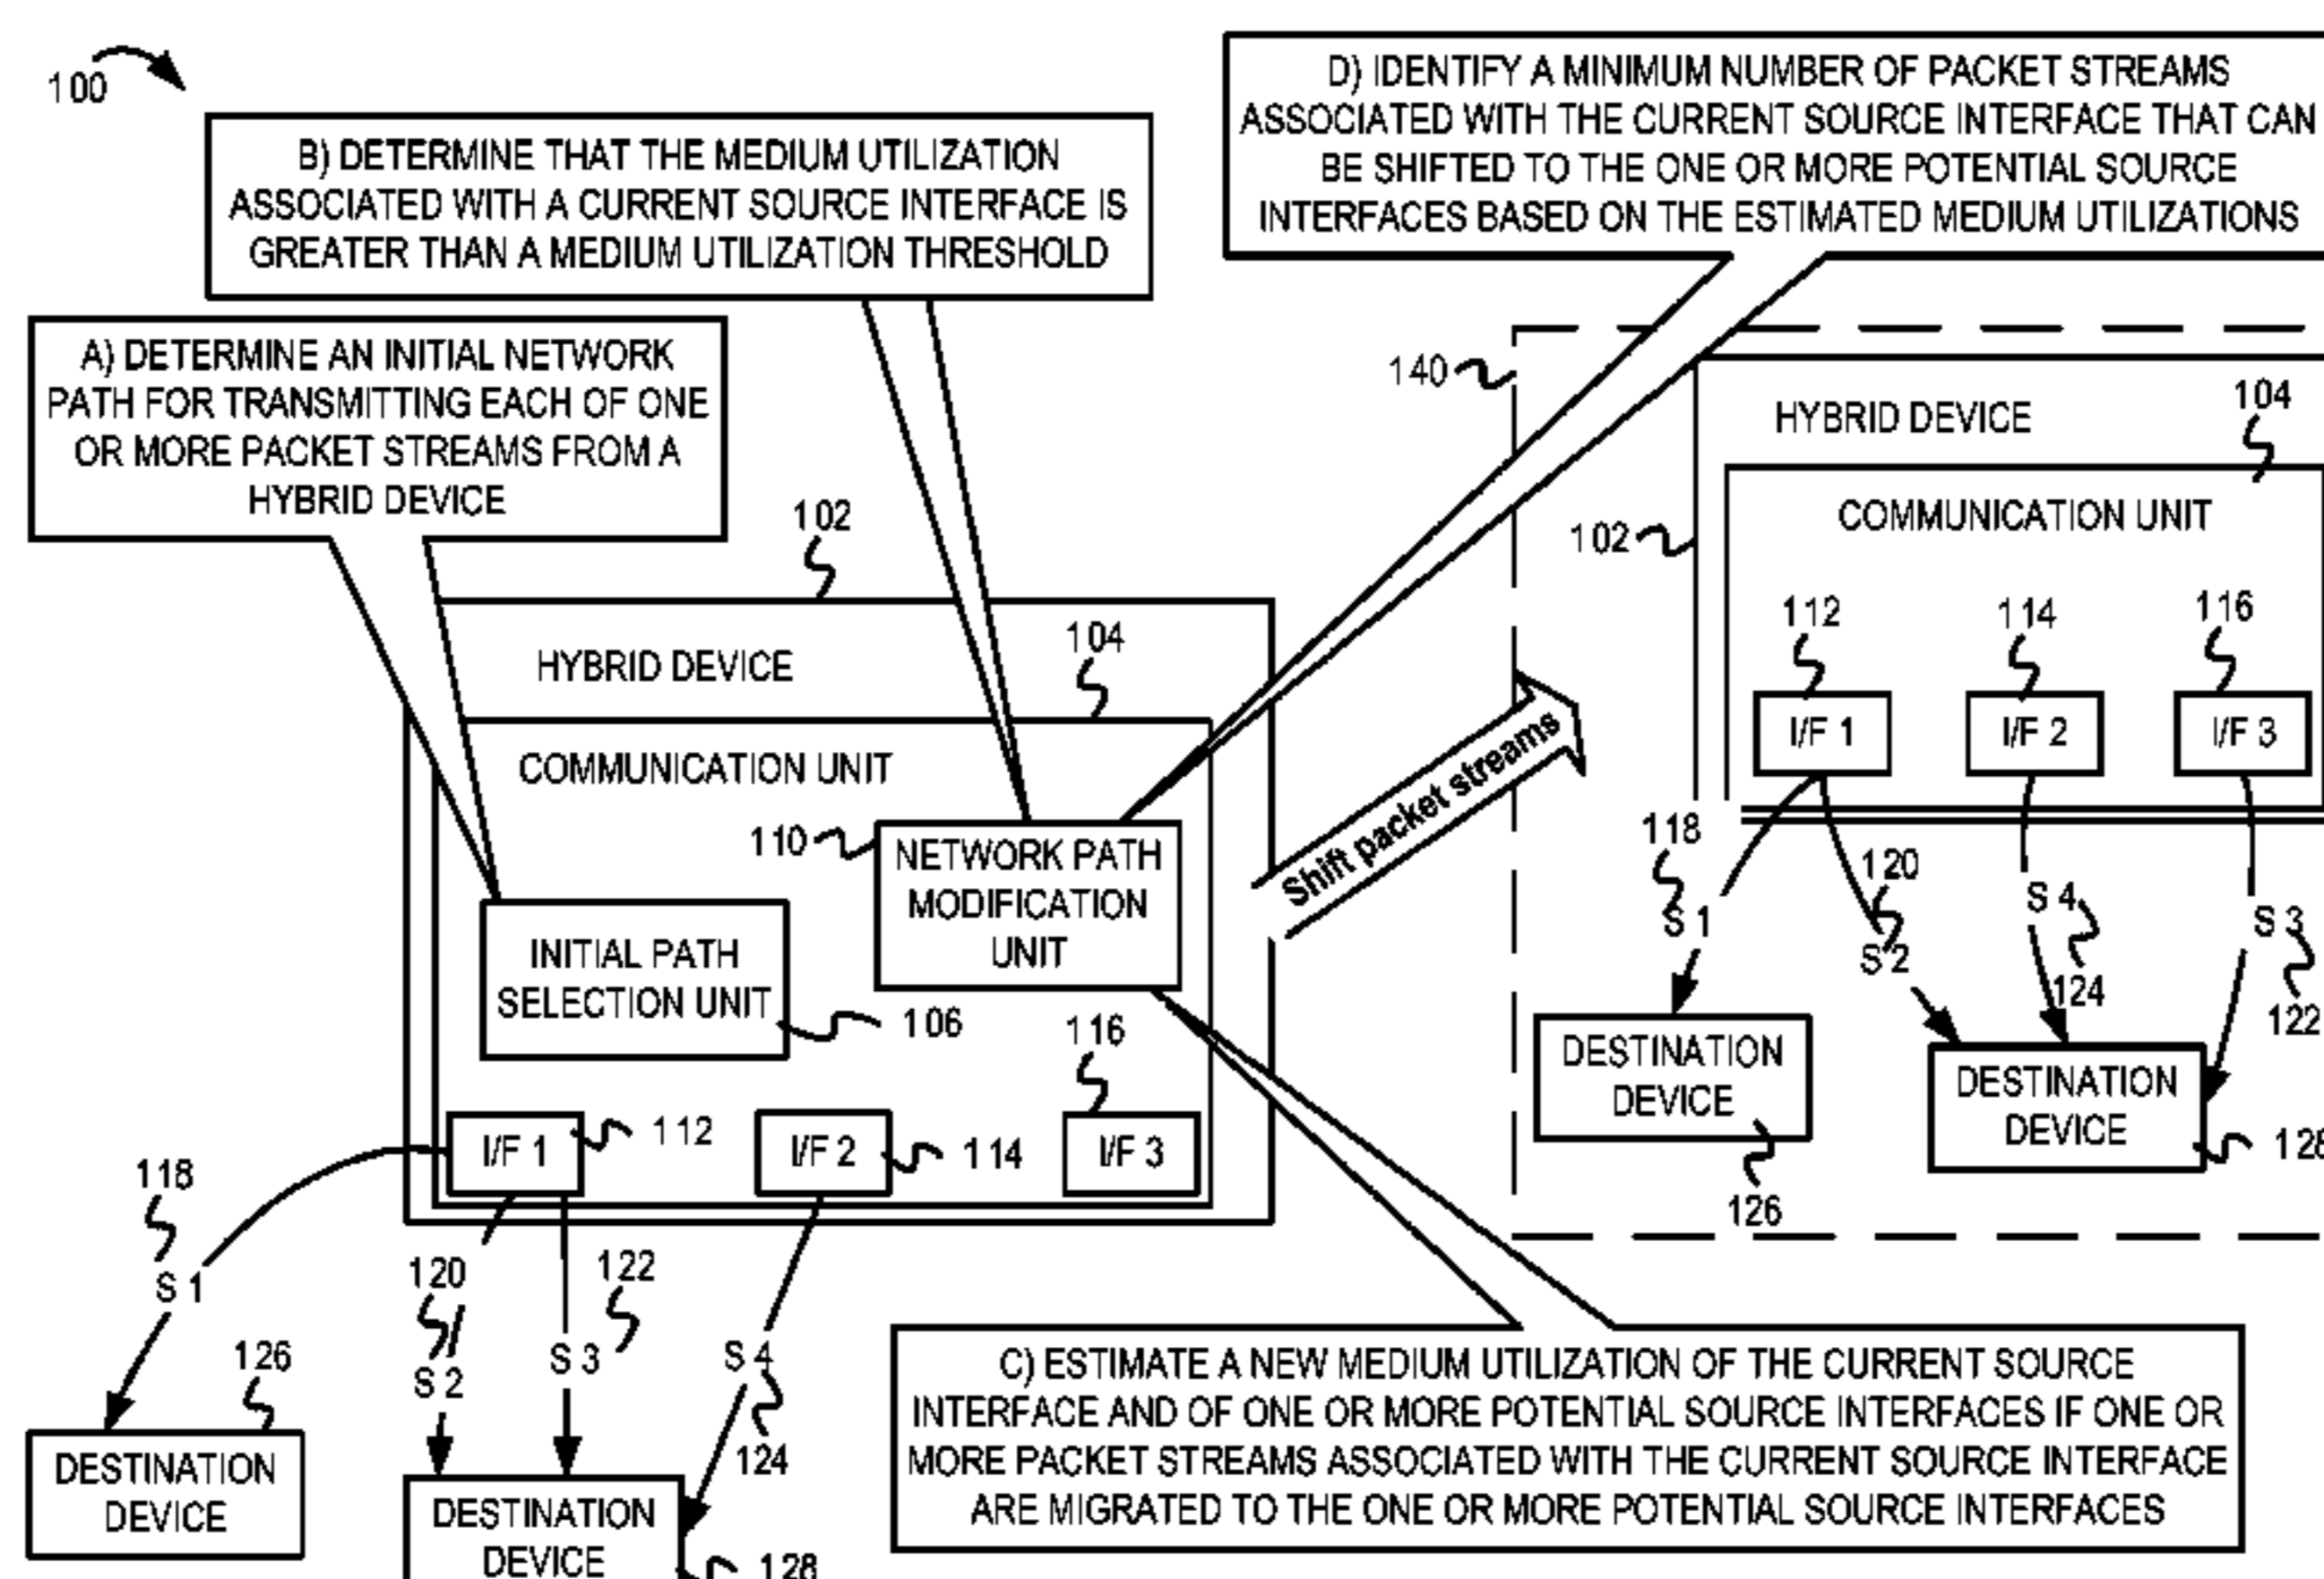 100
B) DETERMINE THAT THE MEDIUM UTILIZATION
ASSOCIATED WITH A CURRENT SOURCE INTERFACE IS
GREATER THAN A MEDIUM UTILIZATION THRESHOLD
D) IDENTIFY A MINIMUM NUMBER OF PACKET STREAMS
ASSOCIATED WITH THE CURRENT SOURCE INTERFACE THAT CAN
BE SHIFTED TO THE ONE OR MORE POTENTIAL SOURCE
INTERFACES BASED ON THE ESTIMATED MEDIUM UTILIZATIONS
A) DETERMINE AN INITIAL NETWORK
PATH FOR TRANSMITTING EACH OF ONE
OR MORE PACKET STREAMS FROM A
HYBRID DEVICE
102
HYBRID DEVICE
104
COMMUNICATION UNIT
110
NETWORK PATH
MODIFICATION
UNIT
INITIAL PATH
SELECTION UNIT
106
116
I/F 1
112
I/F 2
114
I/F 3
118
S 1
120
S 2
122
S 3
S 4
124
126
DESTINATION
DEVICE
DESTINATION
DEVICE
128
Shift packet streams
140
HYBRID DEVICE
104
102
COMMUNICATION UNIT
112
114
116
I/F 1
I/F 2
I/F 3
118
S 1
120
S 2
S 4
124
S 3
122
DESTINATION
DEVICE
126
DESTINATION
DEVICE
128
C) ESTIMATE A NEW MEDIUM UTILIZATION OF THE CURRENT SOURCE
INTERFACE AND OF ONE OR MORE POTENTIAL SOURCE INTERFACES IF ONE OR
MORE PACKET STREAMS ASSOCIATED WITH THE CURRENT SOURCE INTERFACE
ARE MIGRATED TO THE ONE OR MORE POTENTIAL SOURCE INTERFACES